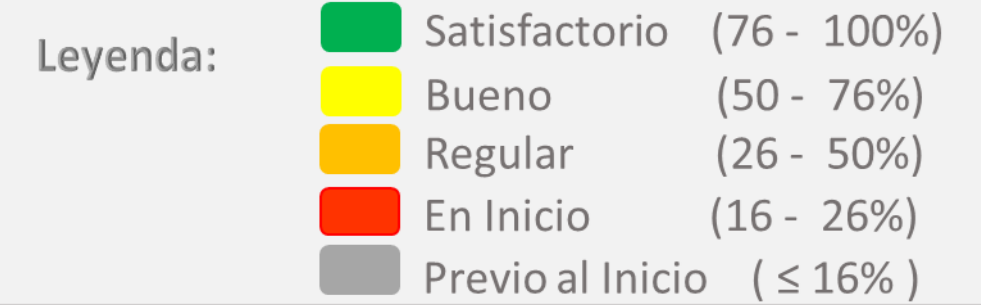 Leyenda:
Satisfactorio (76 - 100%)
Bueno (50 - 76%)
Regular (26 - 50%)
En Inicio (16 - 26%)
Previo al Inicio ( ≤ 16% )